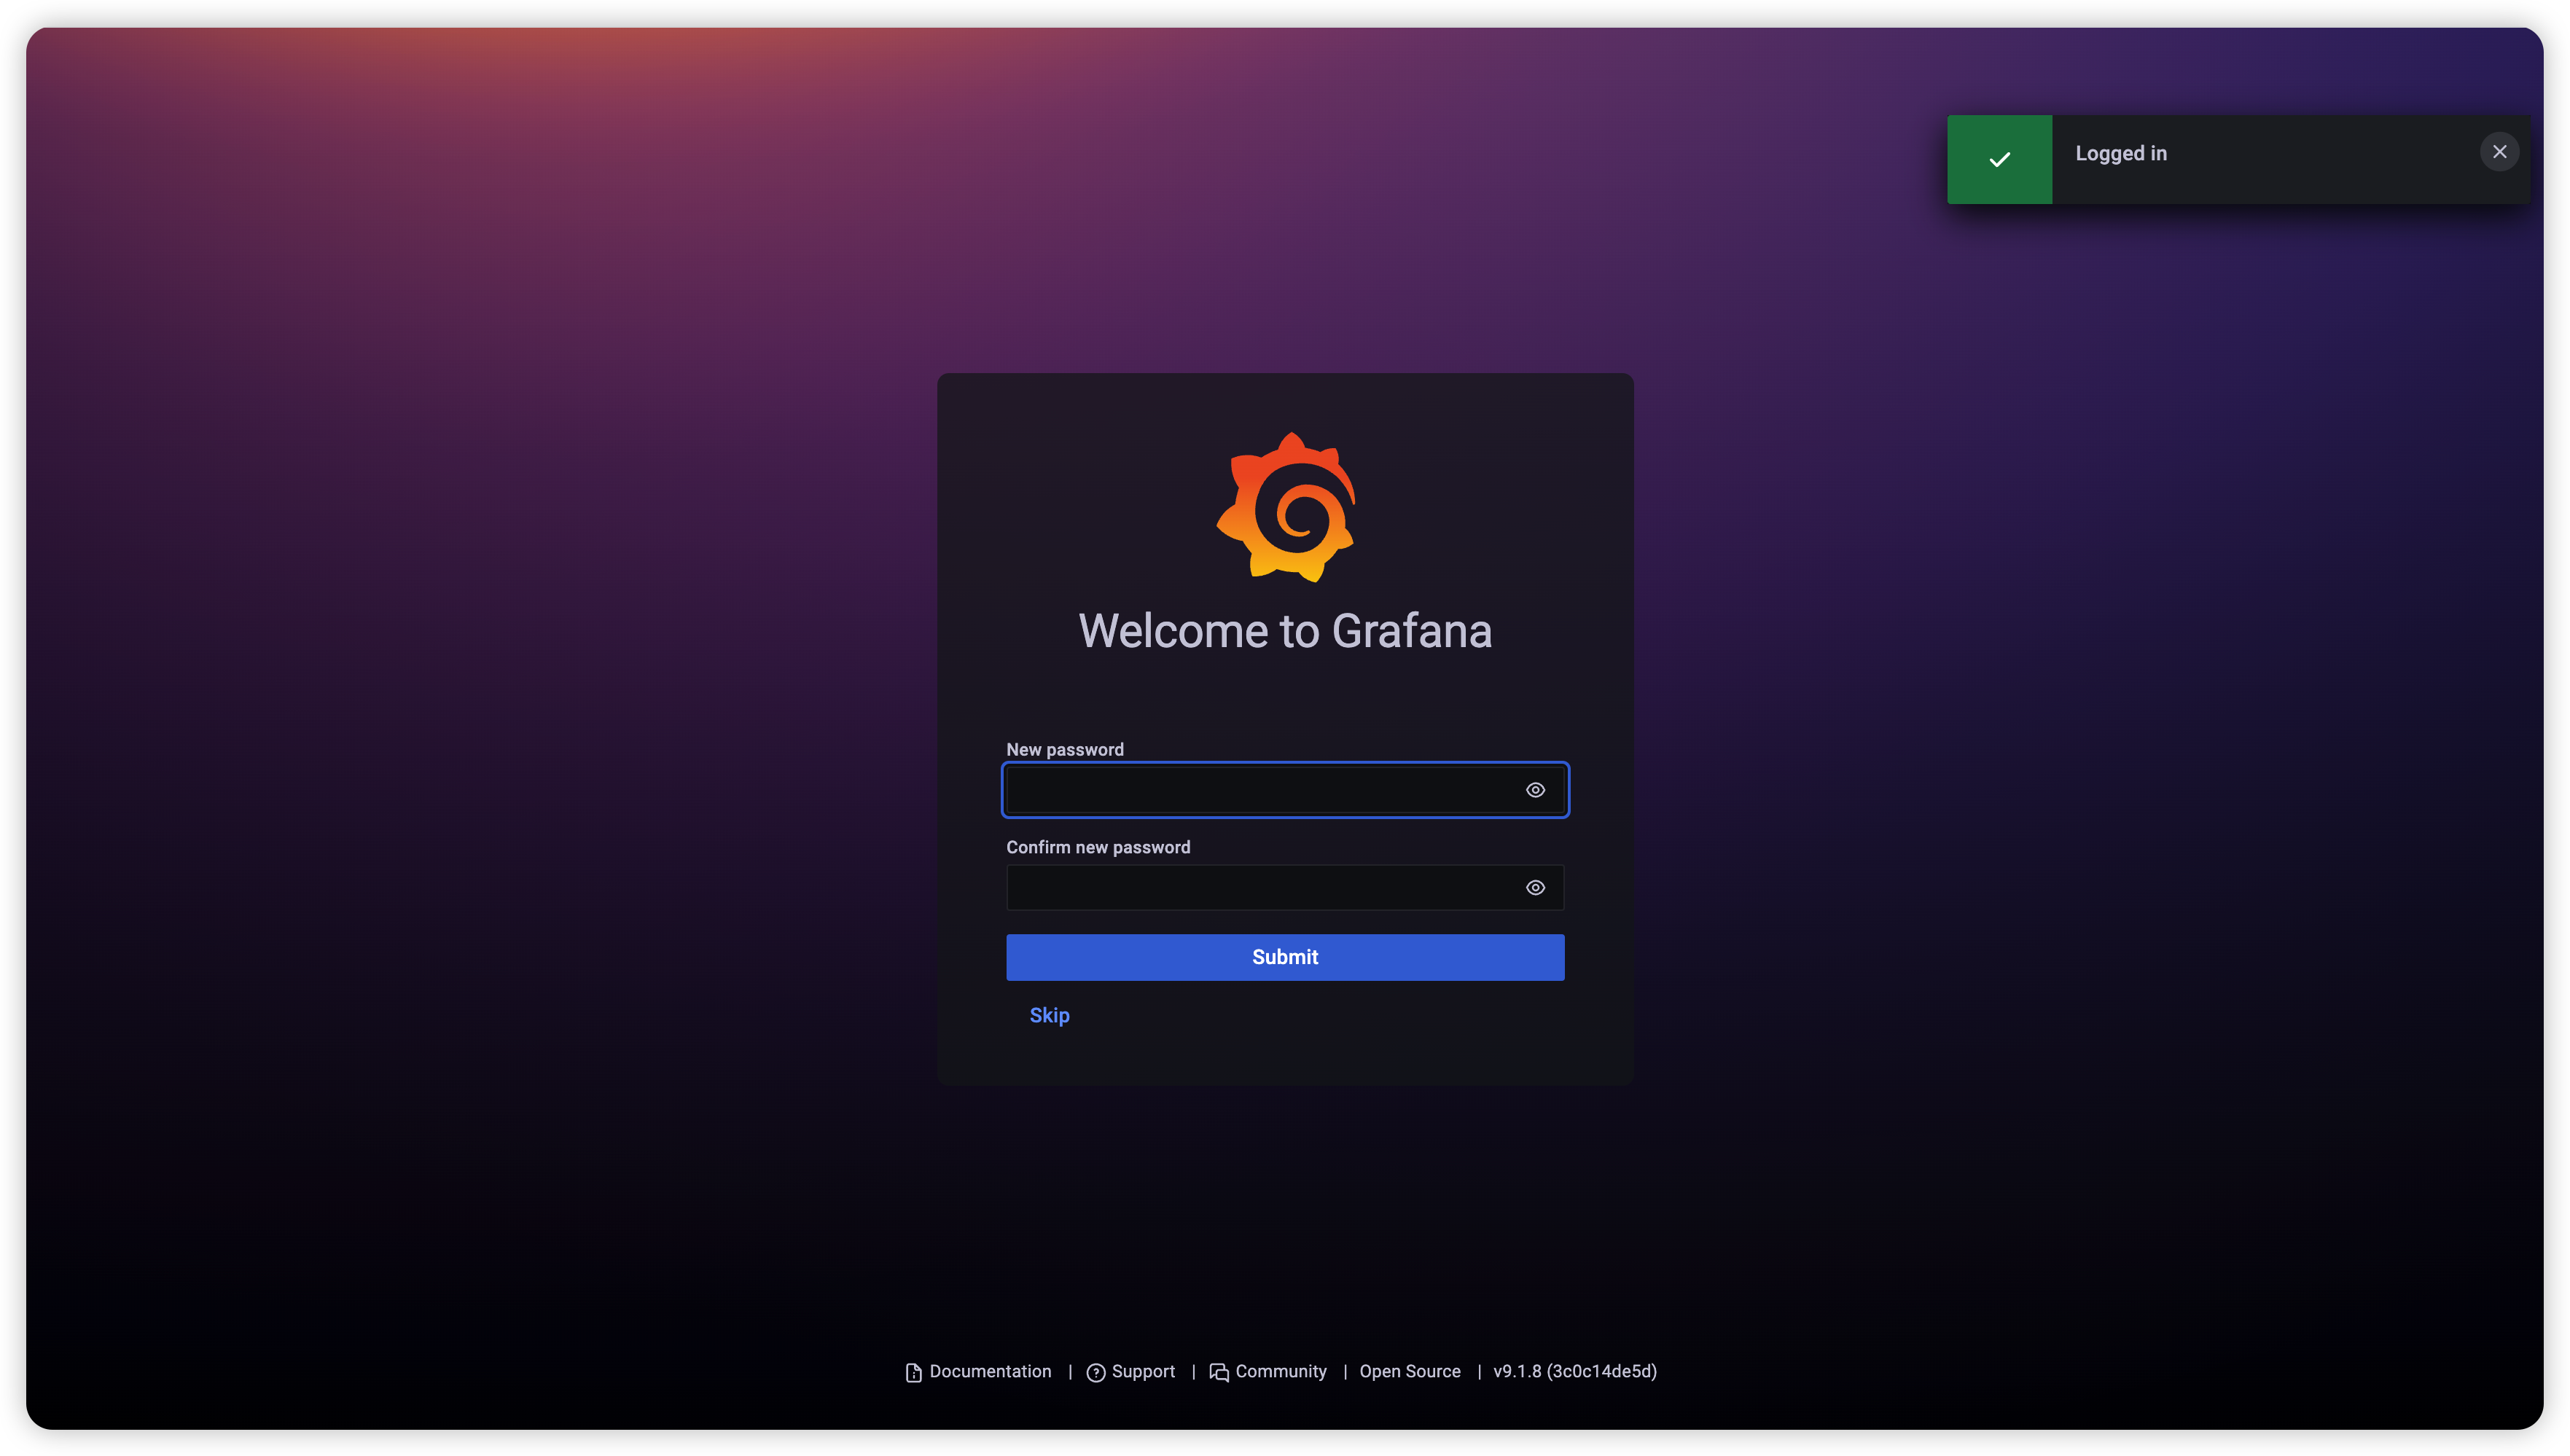 Logged in
Welcome to Grafana
New password
Confirm new password
Submit
Skip
Documentation | Support | Community | Open Source | v9.1.8 (3c0c14de5d)